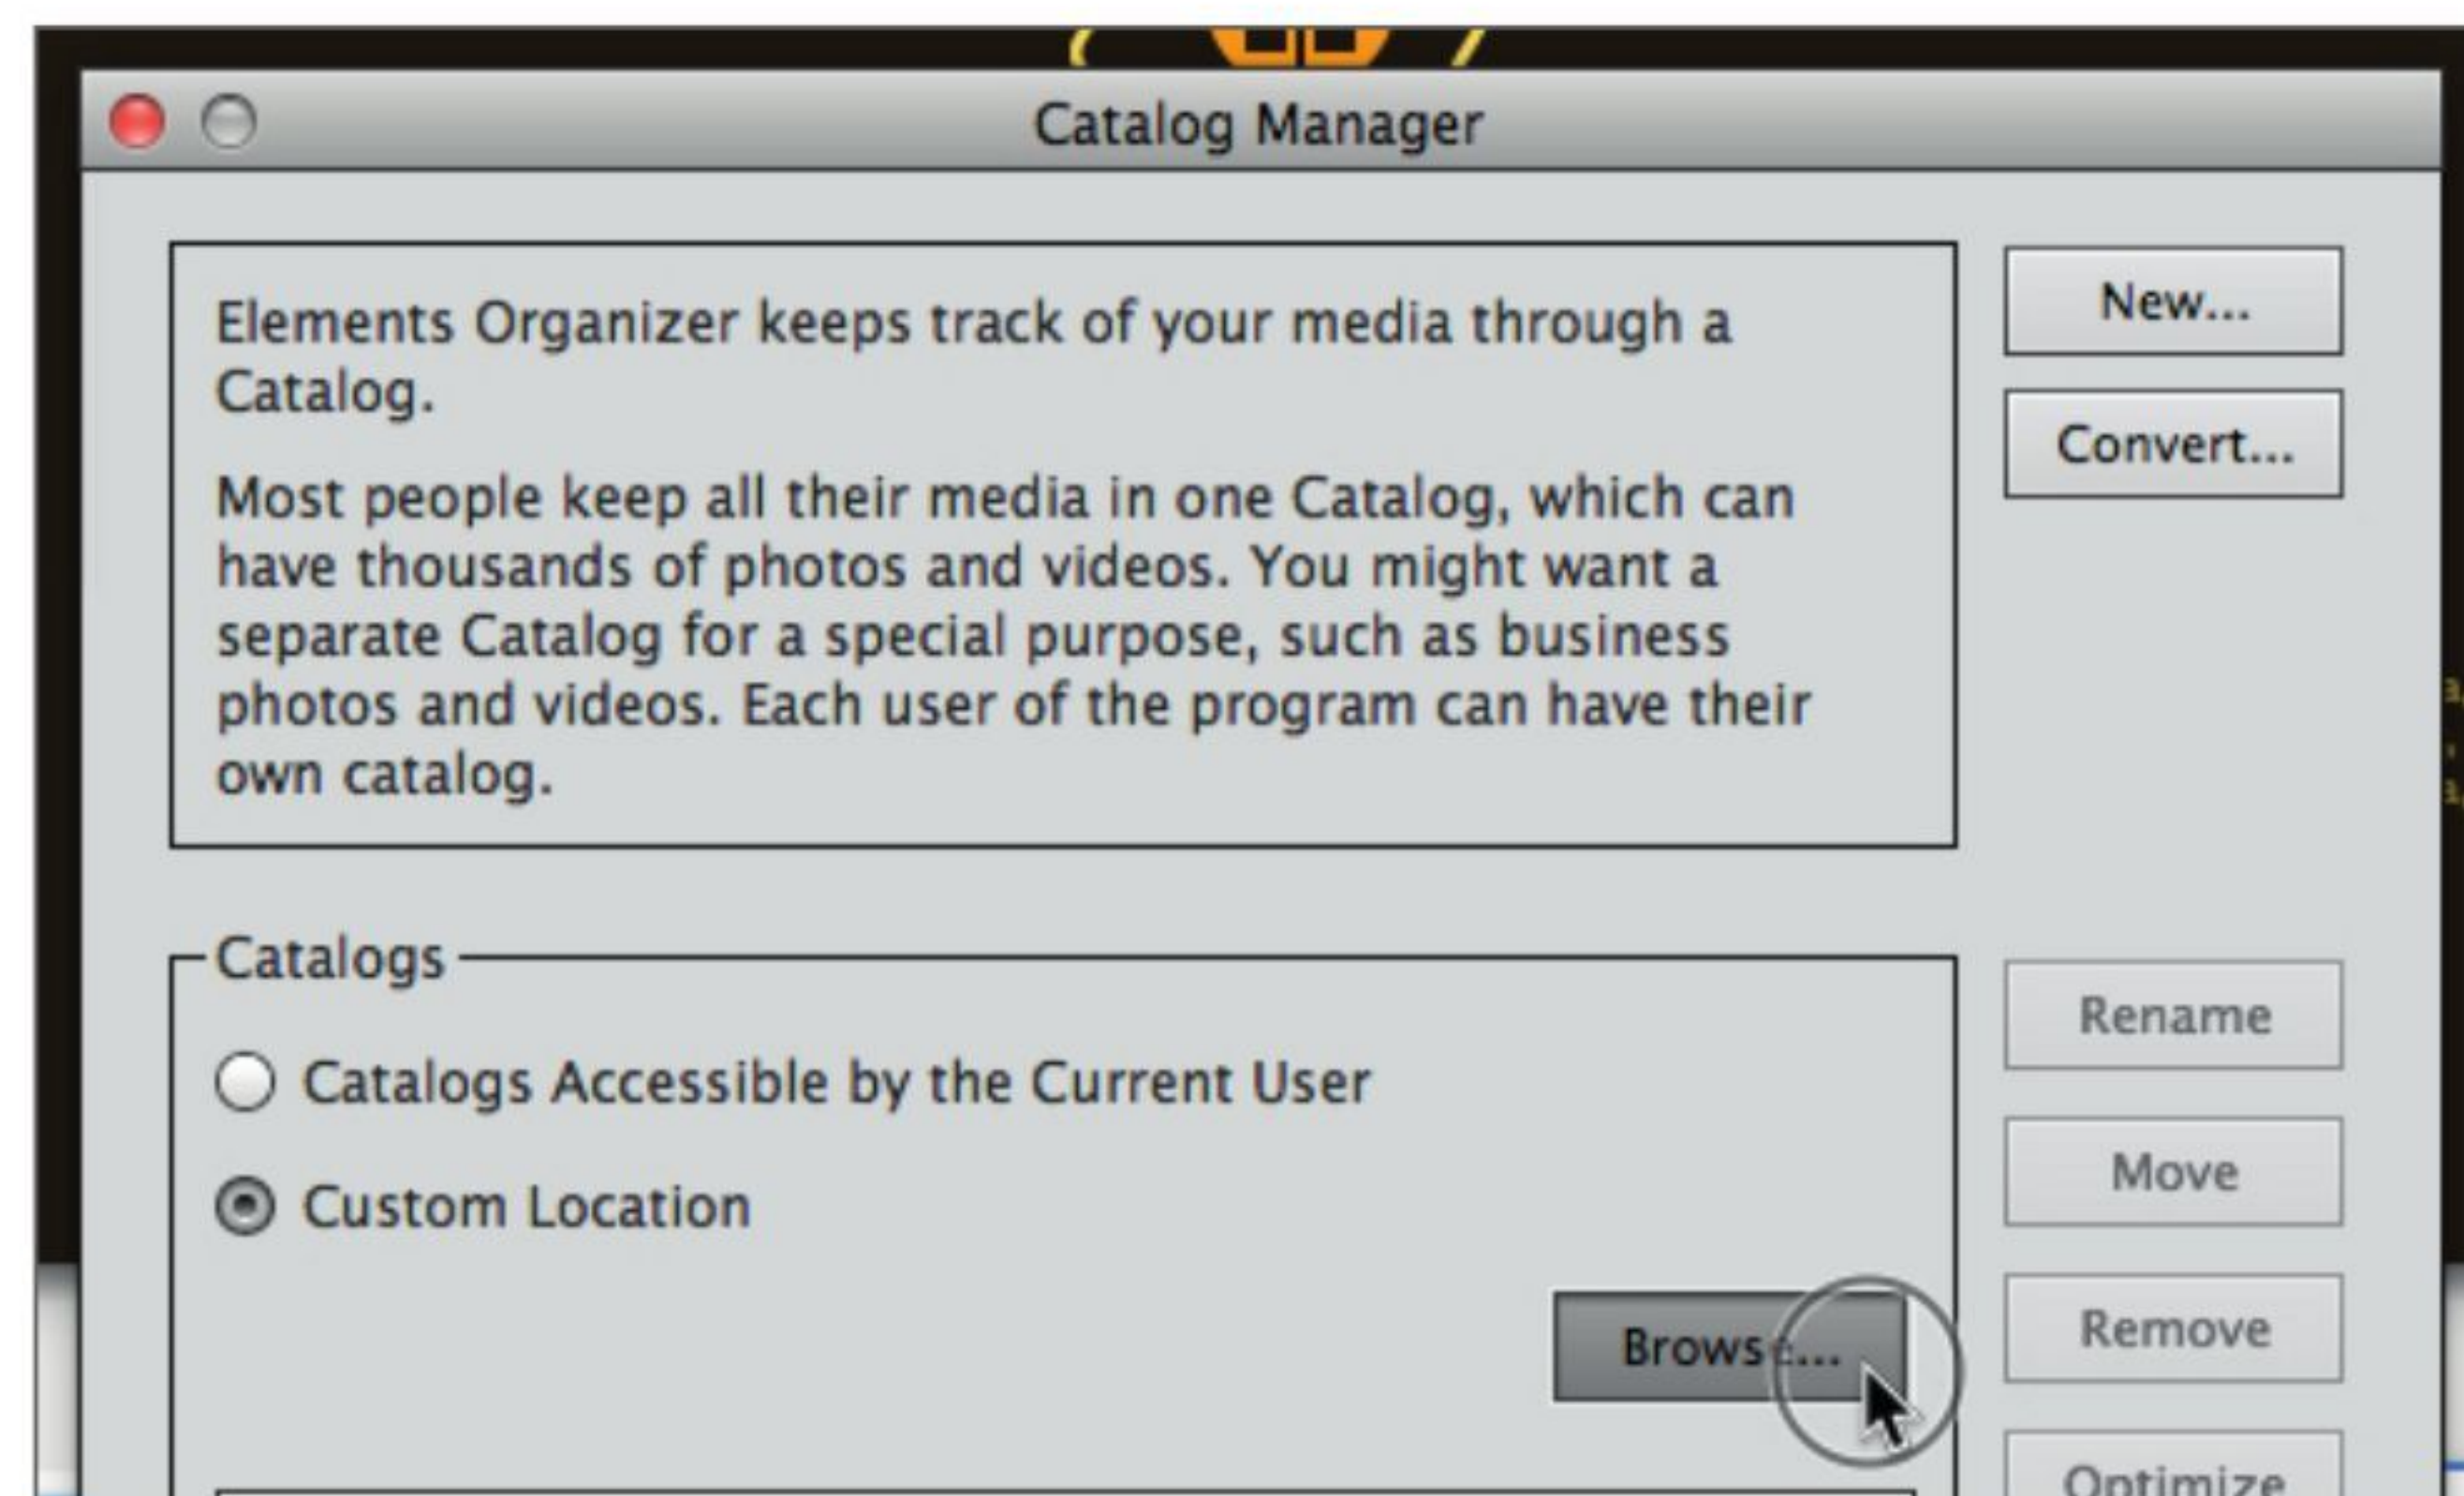 Catalog Manager
Elements Organizer keeps track of your media through a
Catalog.
Most people keep all their media in one Catalog, which can
have thousands of photos and videos. You might want a
separate Catalog for a special purpose, such as business
photos and videos. Each user of the program can have their
own catalog.
New...
Convert...
Catalogs
Catalogs Accessible by the Current User
Custom Location
Browse...
Rename
Move
Remove
Optimize